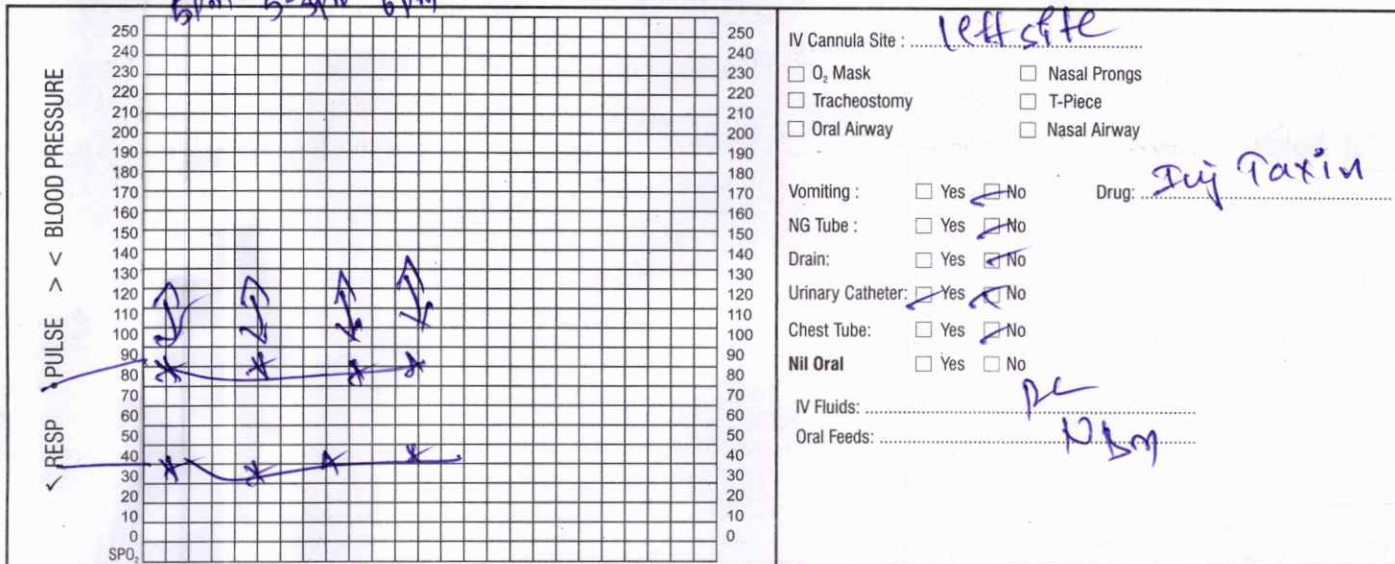 5pm 6pm
250 250
240 240
230 230
220 220
210 210
200 200
190 190
180 180
170 170
160 160
150 150
140 140
130 130
120 120
110 110
100 100
90 90
80 80
70 70
60 60
50 50
40 40
30 30
20 20
10 10
0 0
SPO₂
< RESP • PULSE > < BLOOD PRESSURE
IV Cannula Site : left site
O₂ Mask Nasal Prongs
Tracheostomy T-Piece
Oral Airway Nasal Airway
Vomiting : Yes No Drug: Inj Taxin
NG Tube : Yes No
Drain: Yes No
Urinary Catheter: Yes No
Chest Tube: Yes No
Nil Oral Yes No
IV Fluids:
Oral Feeds: NBM